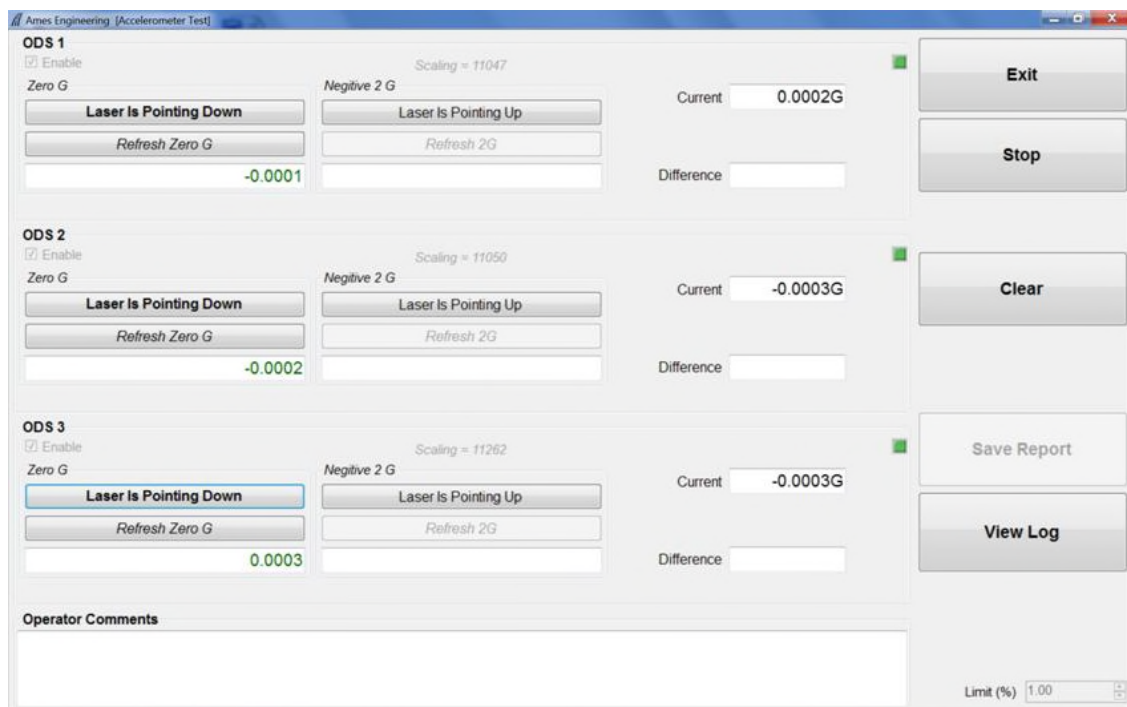 Ames Engineering [Accelerometer Test]
ODS 1
Enable
Scaling = 11047
Zero G
Negitive 2 G
Laser Is Pointing Down
Laser Is Pointing Up
Current 0.0002G
Refresh Zero G
Refresh 2G
-0.0001
Difference
ODS 2
Enable
Scaling = 11050
Zero G
Negitive 2 G
Laser Is Pointing Down
Laser Is Pointing Up
Current -0.0003G
Refresh Zero G
Refresh 2G
-0.0002
Difference
ODS 3
Enable
Scaling = 11262
Zero G
Negitive 2 G
Laser Is Pointing Down
Laser Is Pointing Up
Current -0.0003G
Refresh Zero G
Refresh 2G
0.0003
Difference
Operator Comments
Exit
Stop
Clear
Save Report
View Log
Limit (%) 1.00